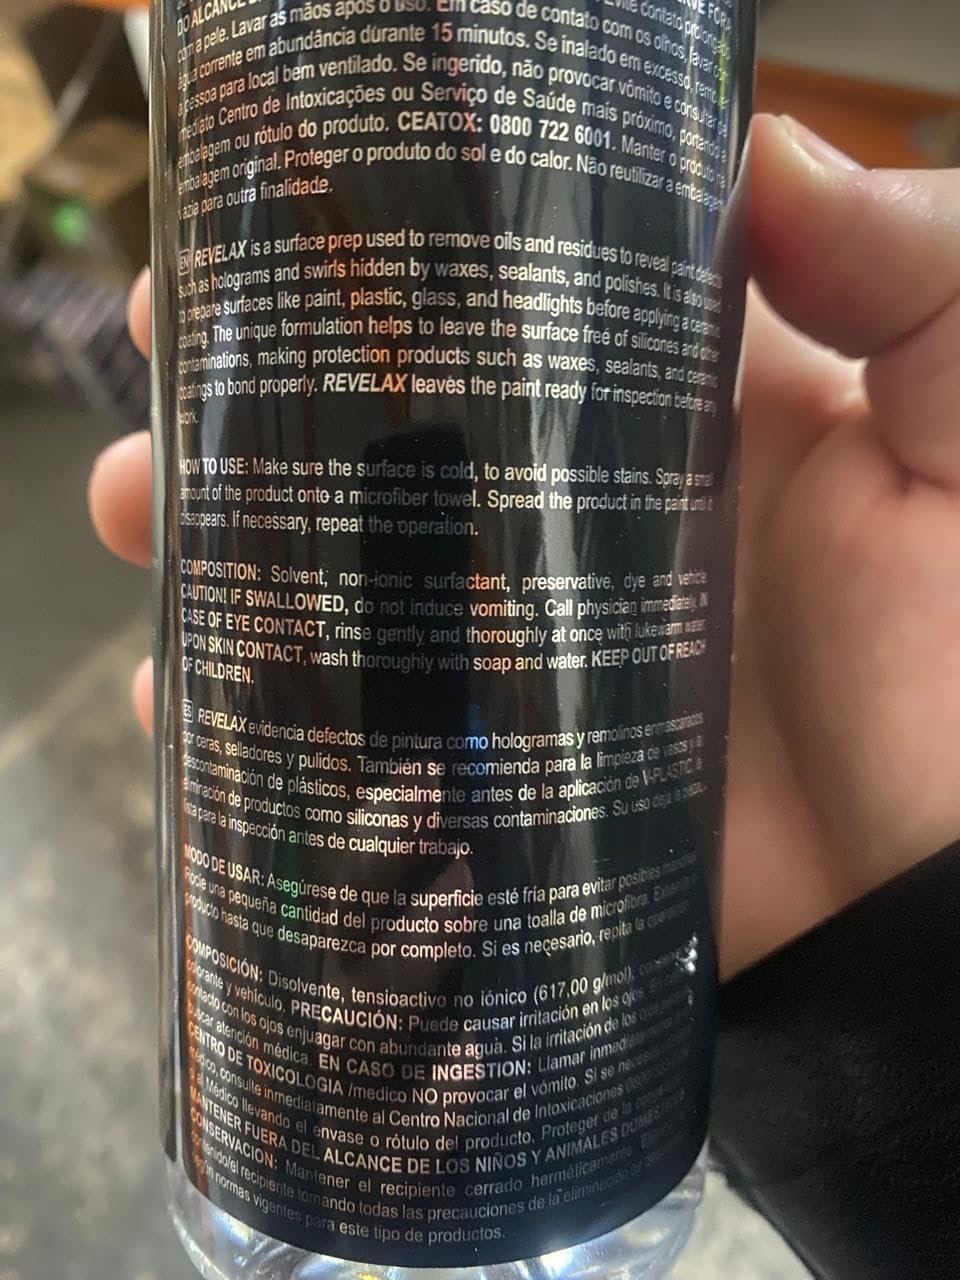 DO ALCANCE
com a pele. Lavar as mãos após o uso. Em caso de contato com os olhos, lavar com
água corrente em abundância durante 15 minutos. Se inalado em excesso, remover
a pessoa para local bem ventilado. Se ingerido, não provocar vômito e consultar de
imediato Centro de Intoxicações ou Serviço de Saúde mais próximo, portando a
embalagem ou rótulo do produto. CEATOX: 0800 722 6001. Manter o produto na
embalagem original. Proteger o produto do sol e do calor. Não reutilizar a embalagem
vazia para outra finalidade.
EN REVELAX is a surface prep used to remove oils and residues to reveal paint defects
such as holograms and swirls hidden by waxes, sealants, and polishes. It is also used
to prepare surfaces like paint, plastic, glass, and headlights before applying a ceramic
coating. The unique formulation helps to leave the surface free of silicones and other
contaminations, making protection products such as waxes, sealants, and ceramic
coatings to bond properly. REVELAX leaves the paint ready for inspection before any
work.
HOW TO USE: Make sure the surface is cold, to avoid possible stains. Spray a small
amount of the product onto a microfiber towel. Spread the product in the paint until it
disappears. If necessary, repeat the operation.
COMPOSITION: Solvent, non-ionic surfactant, preservative, dye and vehicle
CAUTION! IF SWALLOWED, do not induce vomiting. Call physician immediately. IN
CASE OF EYE CONTACT, rinse gently and thoroughly at once with lukewarm water.
UPON SKIN CONTACT, wash thoroughly with soap and water. KEEP OUT OF REACH
OF CHILDREN.
ES REVELAX evidencia defectos de pintura como hologramas y remolinos enmascarados
por ceras, selladores y pulidos. También se recomienda para la limpieza de vasos y la
descontaminación de plásticos, especialmente antes de la aplicación de V-PLASTIC, a
eliminación de productos como siliconas y diversas contaminaciones. Su uso deja la
lista para la inspección antes de cualquier trabajo.
MODO DE USAR: Asegúrese de que la superficie esté fría para evitar posibles
Rocíe una pequeña cantidad del producto sobre una toalla de microfibra.
producto hasta que desaparezca por completo. Si es necesario, repita la operación.
COMPOSICIÓN: Disolvente, tensioactivo no iónico (617,00 g/mol),
colorante y vehículo. PRECAUCIÓN: Puede causar irritación en los ojos.
contacto con los ojos enjuagar con abundante agua. Si la irritación de los ojos
buscar atención médica. EN CASO DE INGESTION: Llamar
CENTRO DE TOXICOLOGIA /medico NO provocar el vómito. Si se
médico, consulte inmediatamente al Centro Nacional de Intoxicaciones
o al Médico llevando el envase o rótulo del producto. Proteger de la
MANTENER FUERA DEL ALCANCE DE LOS NIÑOS Y ANIMALES
CONSERVACION: Mantener el recipiente cerrado herméticamente.
contenido/el recipiente tomando todas las precauciones de la eliminación de
según normas vigentes para este tipo de productos.